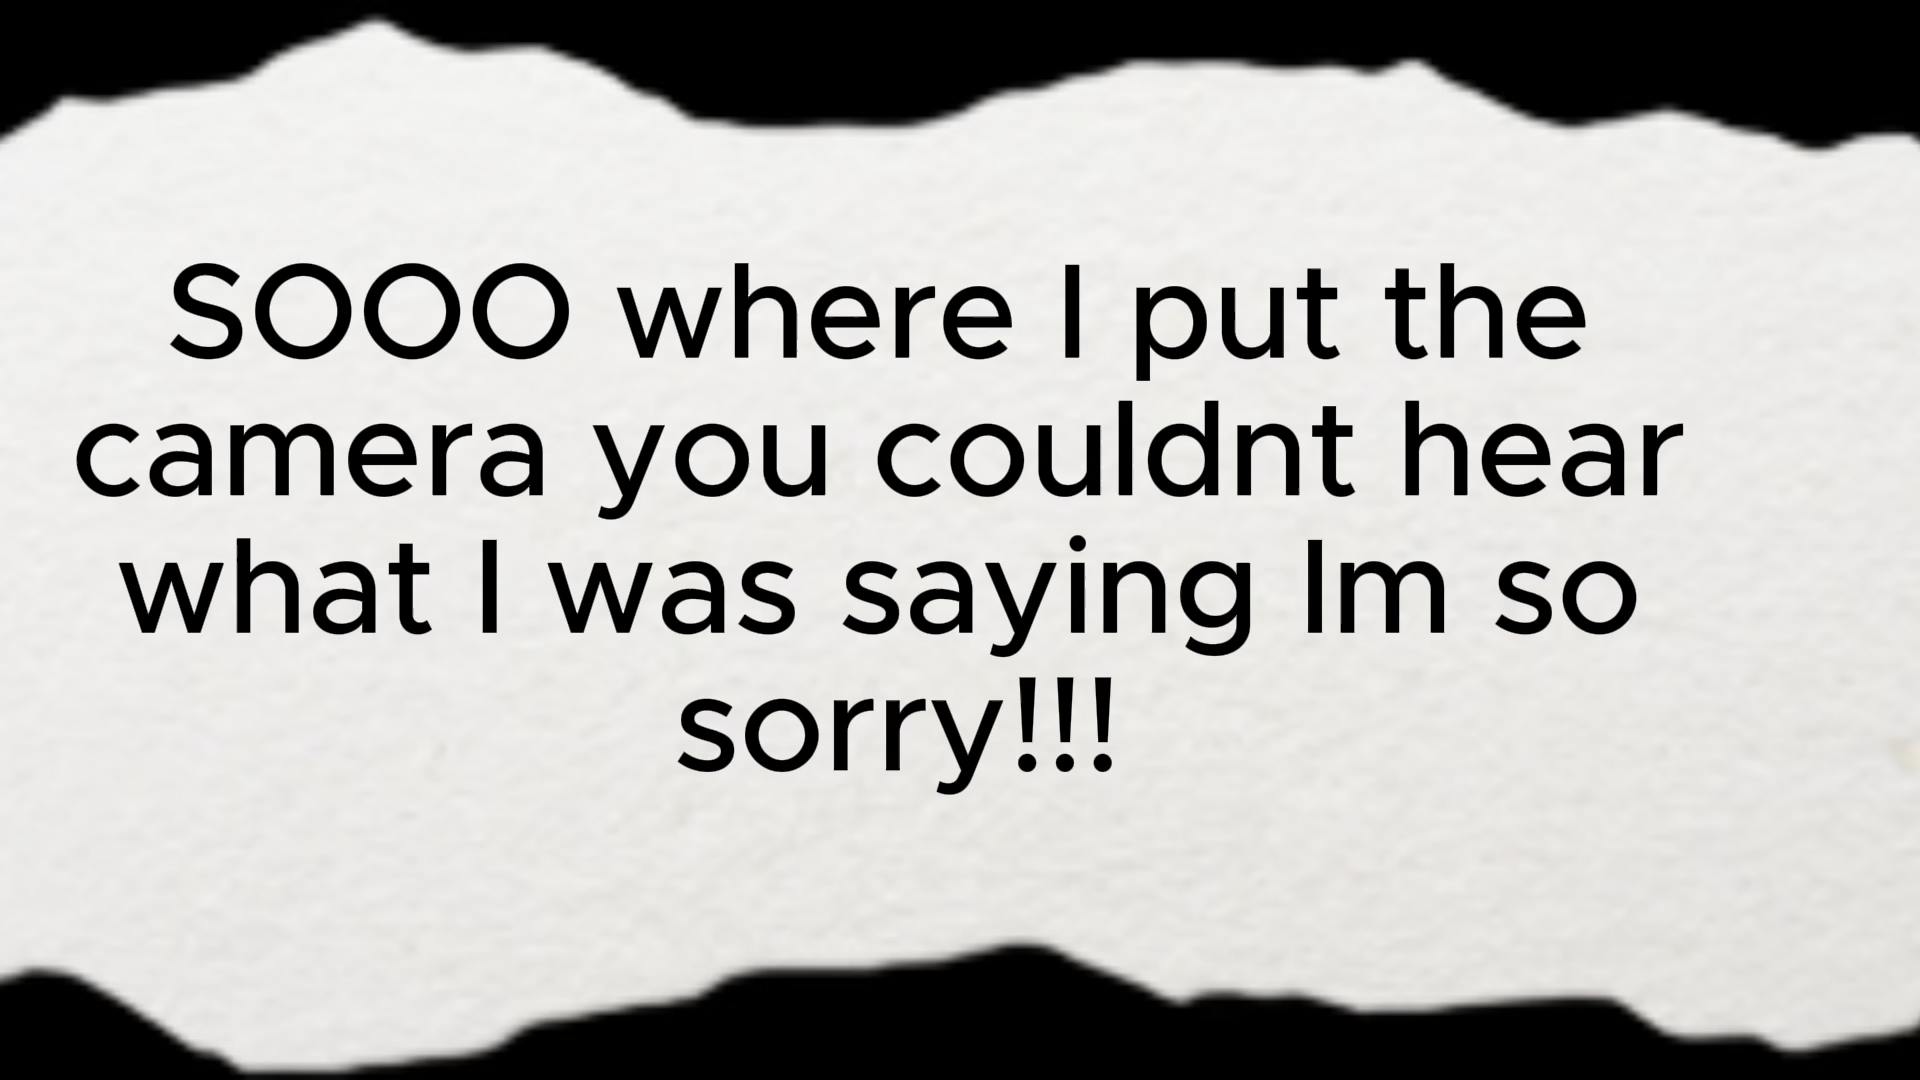 SOOO where I put the
camera you couldnt hear
what I was saying Im so
sorry!!!